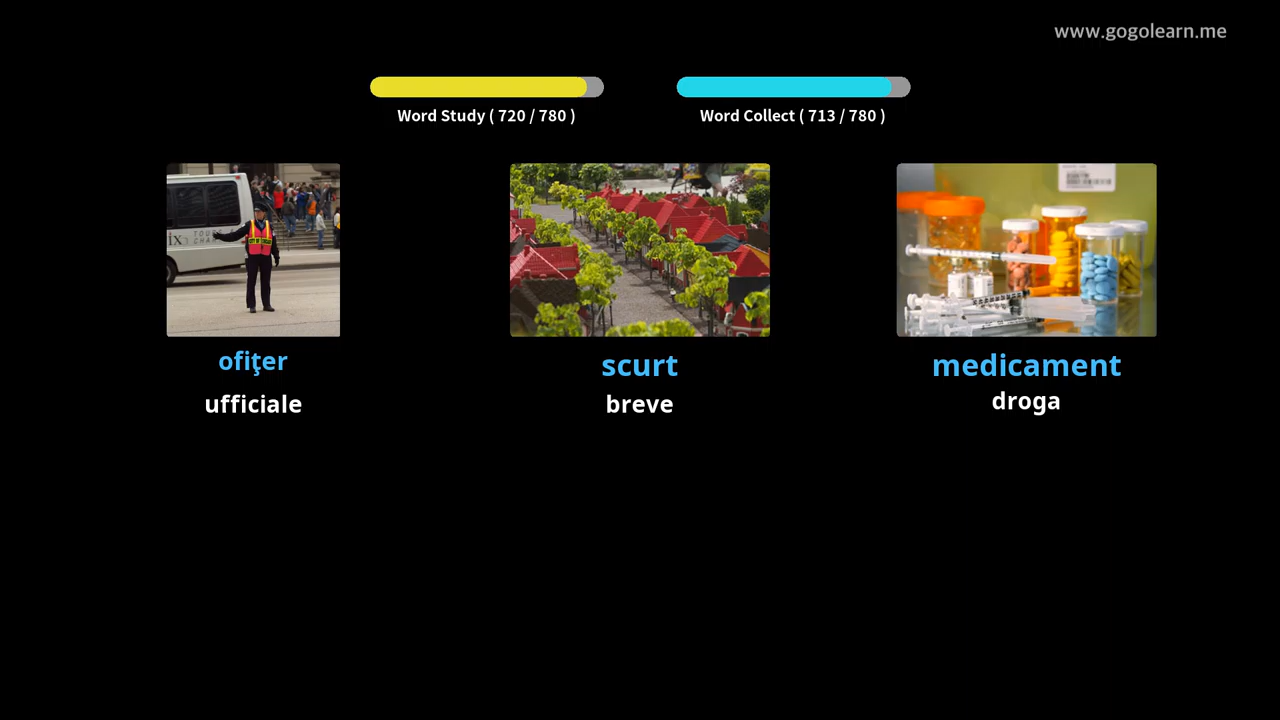 www.gogolearn.me
Word Study ( 720 / 780 )
Word Collect ( 713 / 780 )
ofiţer
scurt
medicament
ufficiale
breve
droga